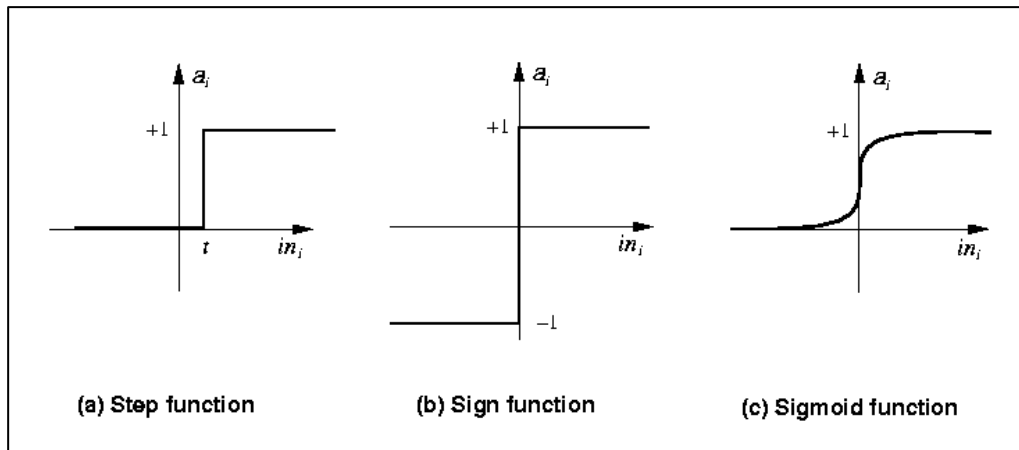 a_i
+1
t
in_i
(a) Step function
a_i
+1
in_i
−1
(b) Sign function
a_i
+1
in_i
(c) Sigmoid function